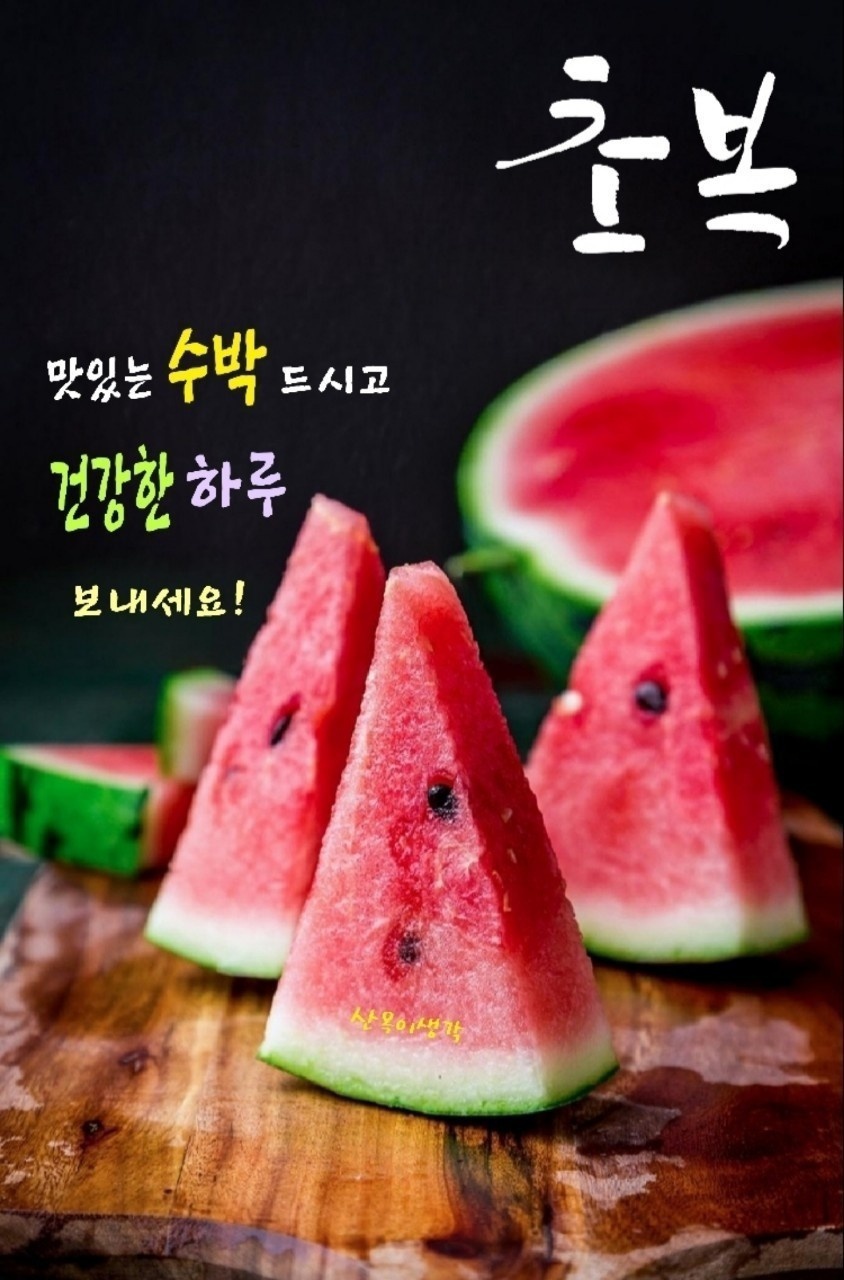 초복
맛있는 수박 드시고
건강한 하루
보내세요!
산목이생각